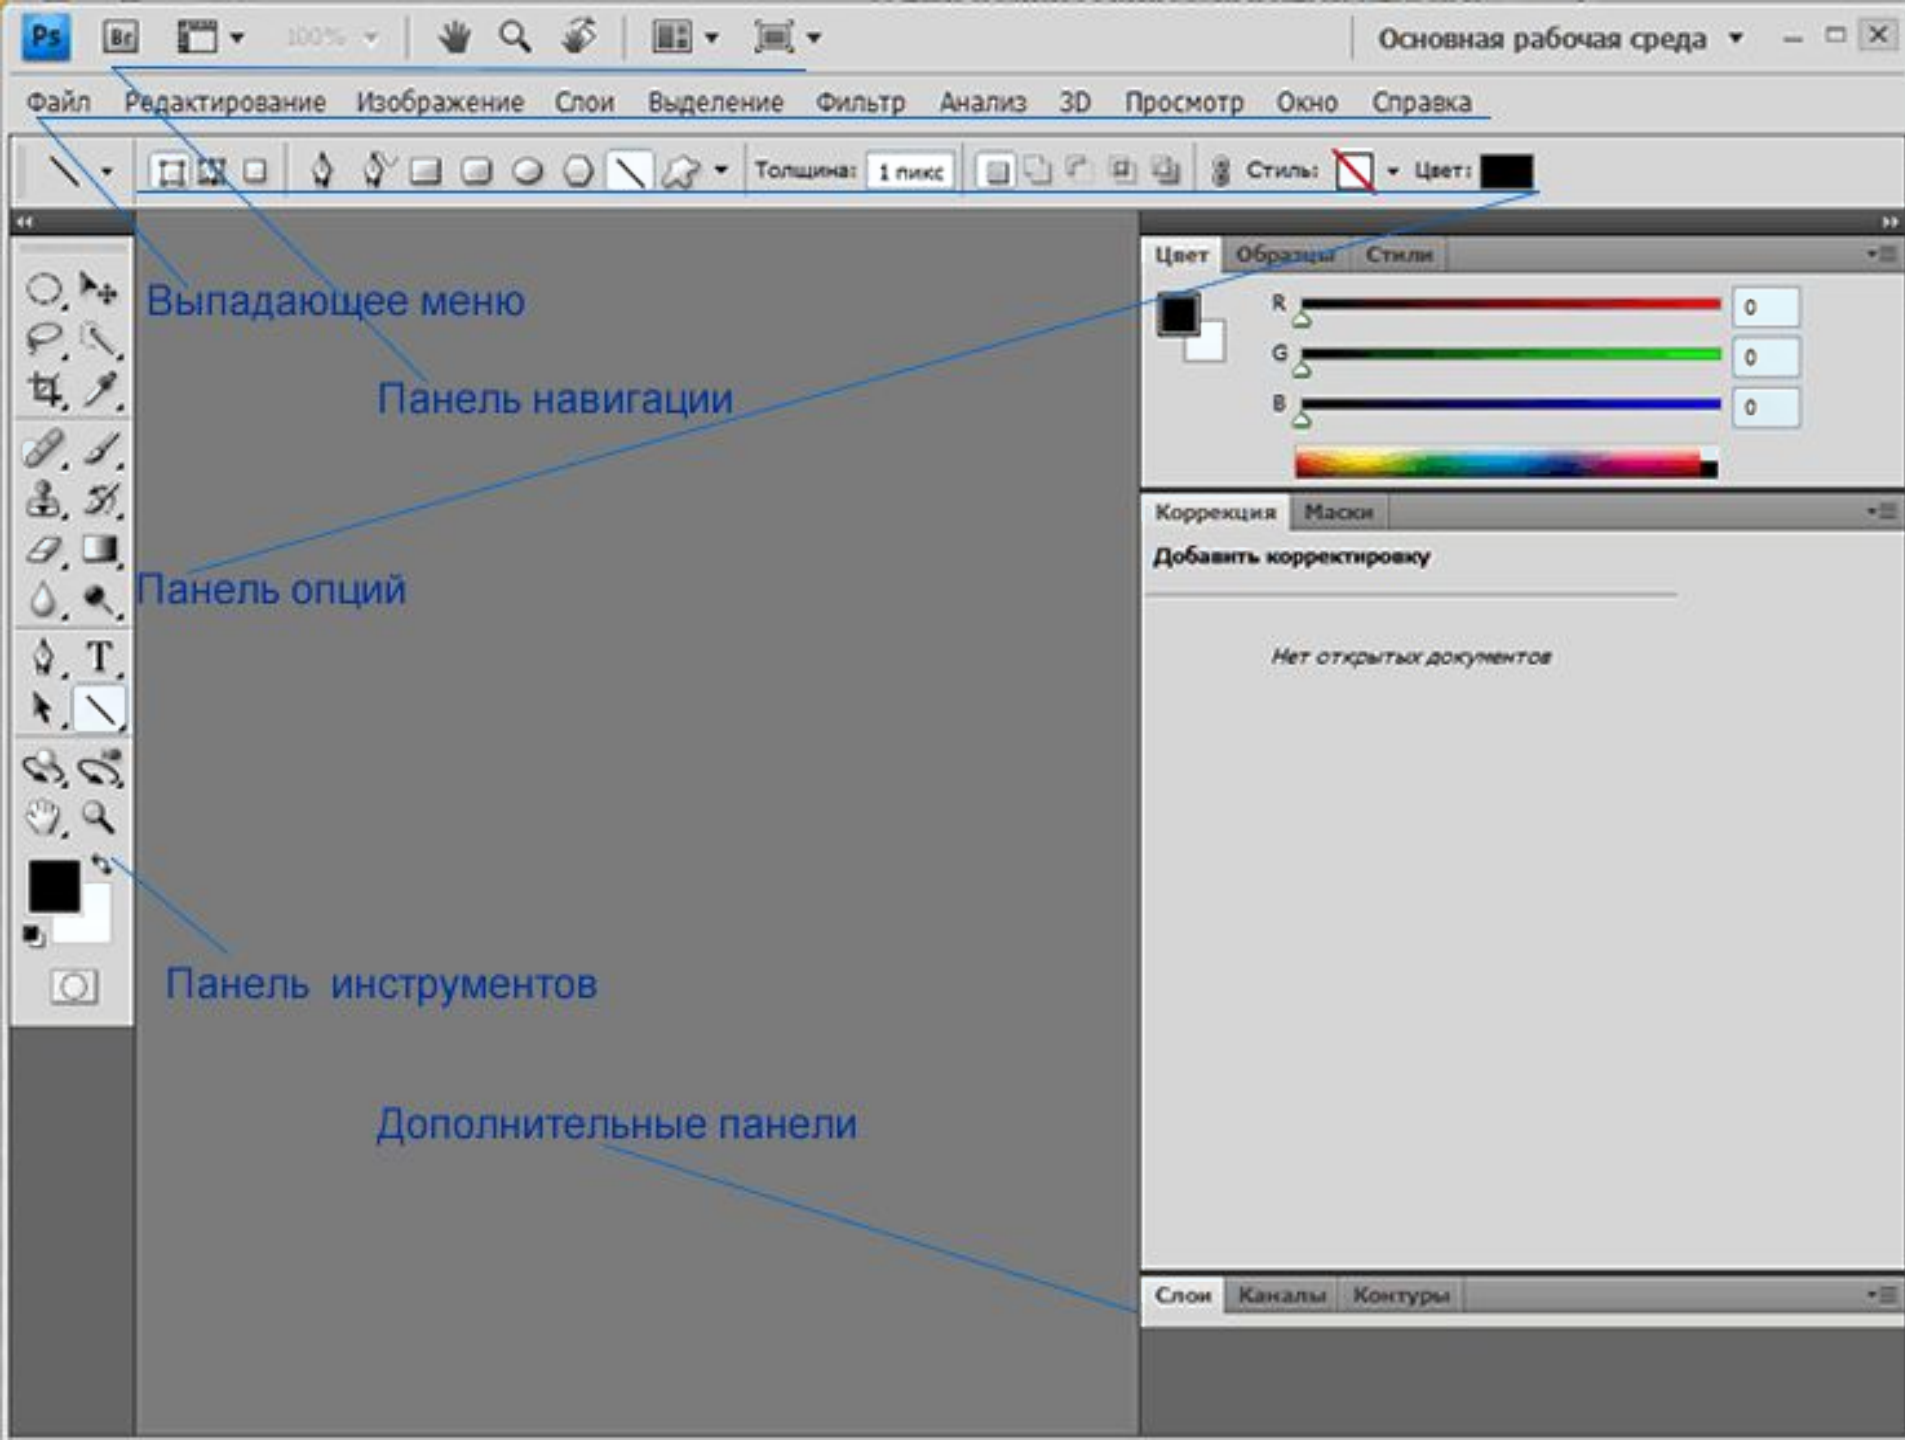 Ps Br 100% Основная рабочая среда
Файл Редактирование Изображение Слои Выделение Фильтр Анализ 3D Просмотр Окно Справка
Толщина: 1 пикс Стиль: Цвет:
Цвет Образцы Стили
Выпадающее меню
R 0
G 0
Панель навигации
B 0
Коррекция Маски
Добавить корректировку
Панель опций
T
Нет открытых документов
Панель инструментов
Дополнительные панели
Слои Каналы Контуры